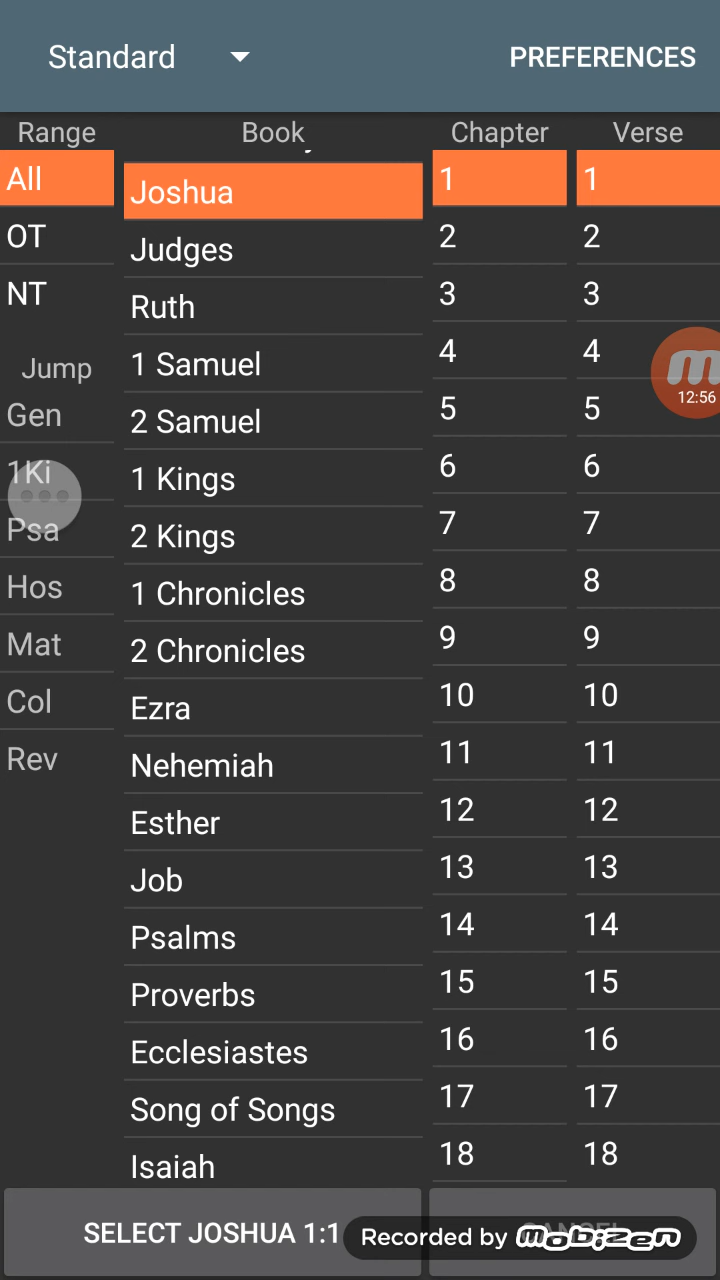 Standard PREFERENCES
Range Book Chapter Verse
All Joshua 1 1
OT Judges 2 2
NT Ruth 3 3
1 Samuel 4 4
Jump
Gen 2 Samuel 5 5
1Ki 1 Kings 6 6
Psa 2 Kings 7 7
Hos 1 Chronicles 8 8
Mat 2 Chronicles 9 9
Col Ezra 10 10
Rev Nehemiah 11 11
Esther 12 12
Job 13 13
Psalms 14 14
Proverbs 15 15
Ecclesiastes 16 16
Song of Songs 17 17
Isaiah 18 18
m
12:56
SELECT JOSHUA 1:1 CANCEL
Recorded by mobizen